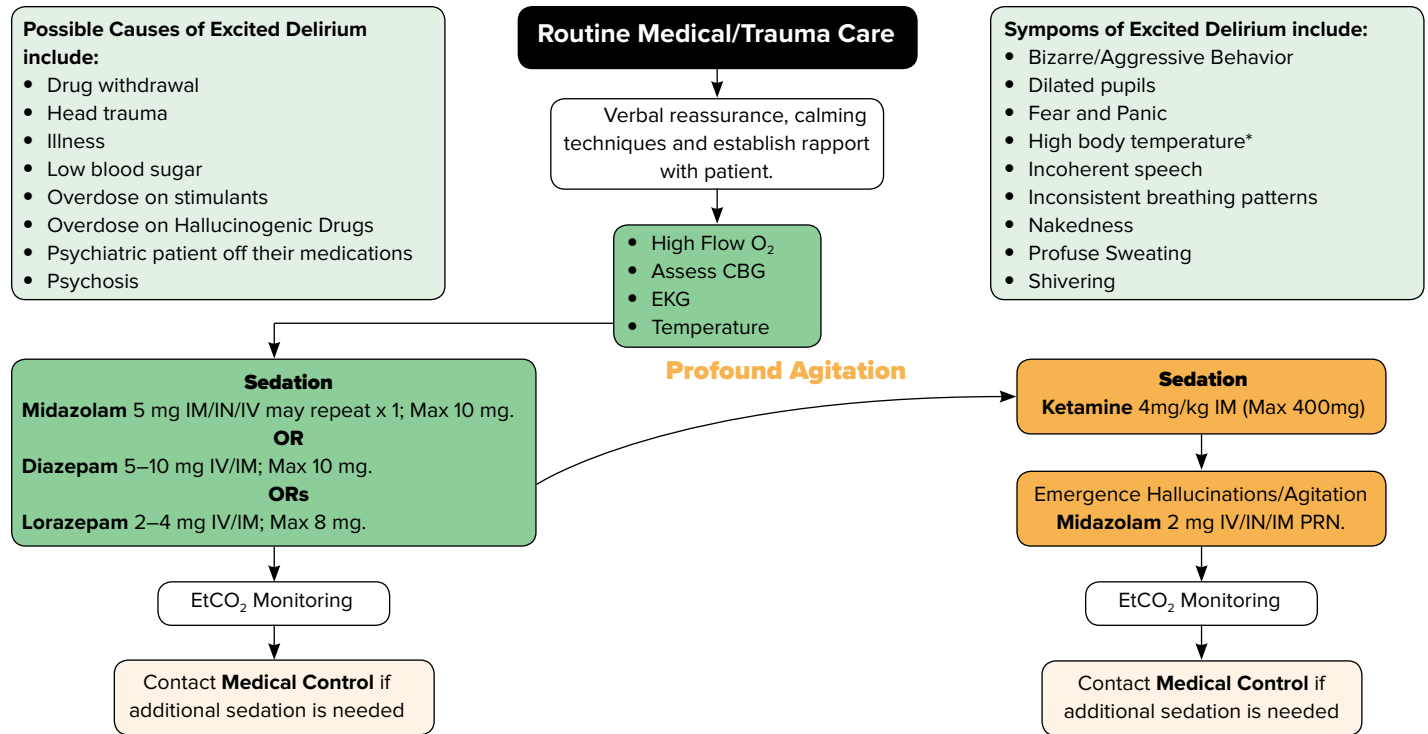 Possible Causes of Excited Delirium
include:
• Drug withdrawal
• Head trauma
• Illness
• Low blood sugar
• Overdose on stimulants
• Overdose on Hallucinogenic Drugs
• Psychiatric patient off their medications
• Psychosis
Routine Medical/Trauma Care
Verbal reassurance, calming
techniques and establish rapport
with patient.
• High Flow O₂
• Assess CBG
• EKG
• Temperature
Sympoms of Excited Delirium include:
• Bizarre/Aggressive Behavior
• Dilated pupils
• Fear and Panic
• High body temperature*
• Incoherent speech
• Inconsistent breathing patterns
• Nakedness
• Profuse Sweating
• Shivering
Sedation
Midazolam 5 mg IM/IN/IV may repeat x 1; Max 10 mg.
OR
Diazepam 5–10 mg IV/IM; Max 10 mg.
ORs
Lorazepam 2–4 mg IV/IM; Max 8 mg.
EtCO₂ Monitoring
Contact Medical Control if
additional sedation is needed
Profound Agitation
Sedation
Ketamine 4mg/kg IM (Max 400mg)
Emergence Hallucinations/Agitation
Midazolam 2 mg IV/IN/IM PRN.
EtCO₂ Monitoring
Contact Medical Control if
additional sedation is needed